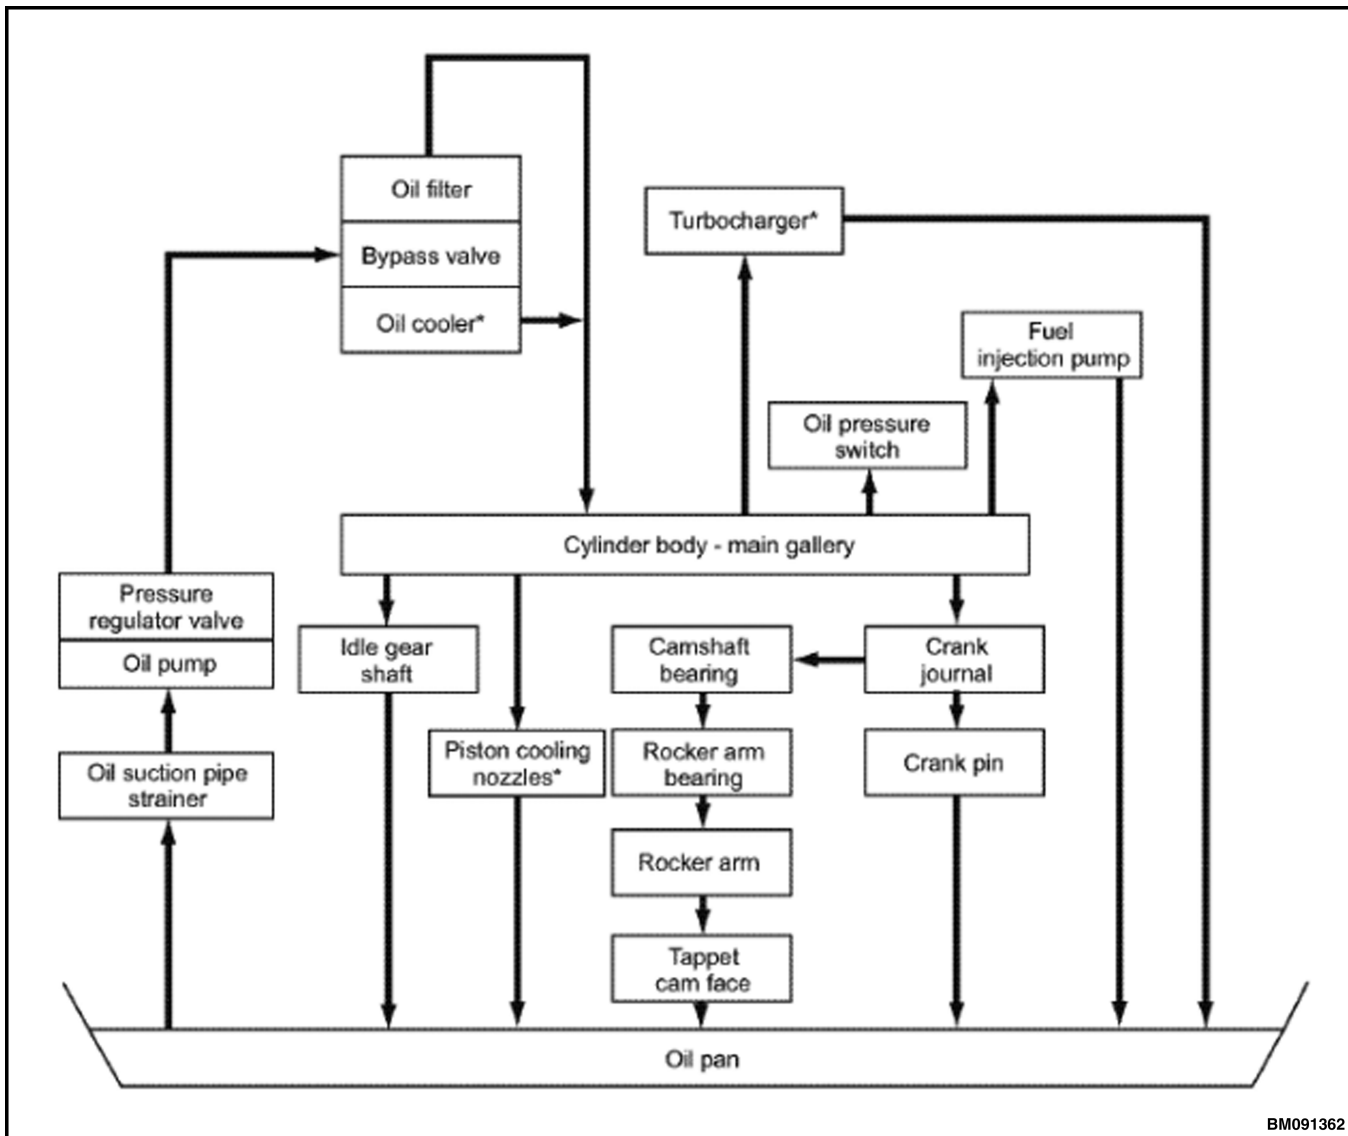 Oil filter
Bypass valve
Oil cooler*
Turbocharger*
Fuel
injection pump
Oil pressure
switch
Cylinder body - main gallery
Pressure
regulator valve
Oil pump
Idle gear
shaft
Camshaft
bearing
Crank
journal
Oil suction pipe
strainer
Piston cooling
nozzles*
Rocker arm
bearing
Crank pin
Rocker arm
Tappet
cam face
Oil pan
BM091362